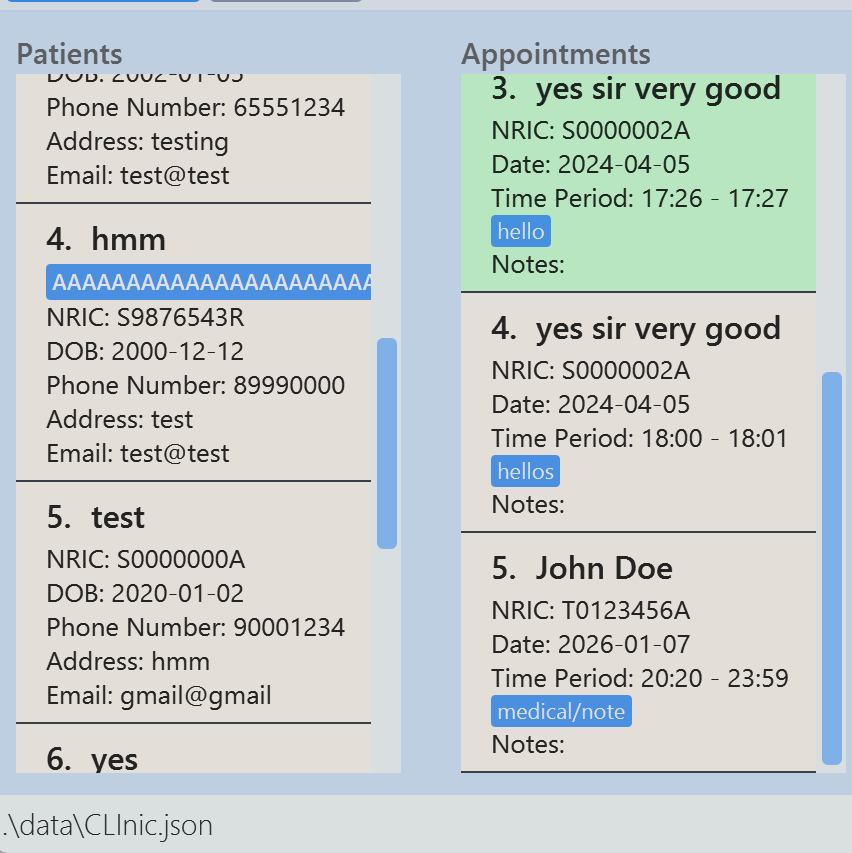 Patients
DOB: 2002-01-05
Phone Number: 65551234
Address: testing
Email: test@test
4. hmm
NRIC: S9876543R
DOB: 2000-12-12
Phone Number: 89990000
Address: test
Email: test@test
5. test
NRIC: S0000000A
DOB: 2020-01-02
Phone Number: 90001234
Address: hmm
Email: gmail@gmail
6. yes
Appointments
3. yes sir very good
NRIC: S0000002A
Date: 2024-04-05
Time Period: 17:26 - 17:27
hello
Notes:
4. yes sir very good
NRIC: S0000002A
Date: 2024-04-05
Time Period: 18:00 - 18:01
hellos
Notes:
5. John Doe
NRIC: T0123456A
Date: 2026-01-07
Time Period: 20:20 - 23:59
medical/note
Notes:
.\data\CLInic.json